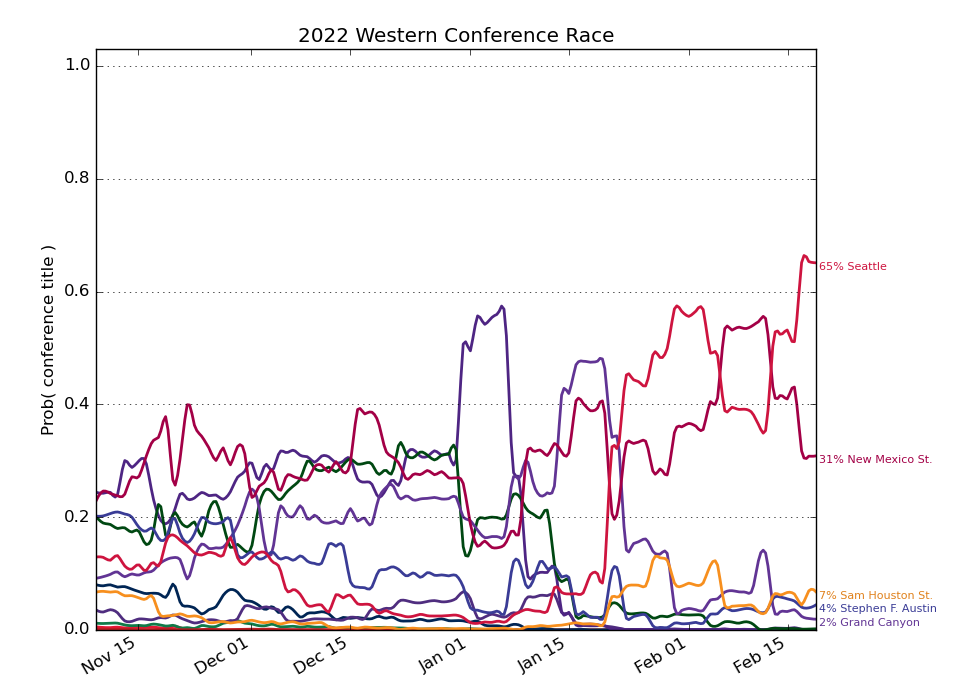 2022 Western Conference Race
Prob( conference title )
1.0
0.8
0.6
0.4
0.2
0.0
Nov 15
Dec 01
Dec 15
Jan 01
Jan 15
Feb 01
Feb 15
65% Seattle
31% New Mexico St.
7% Sam Houston St.
4% Stephen F. Austin
2% Grand Canyon